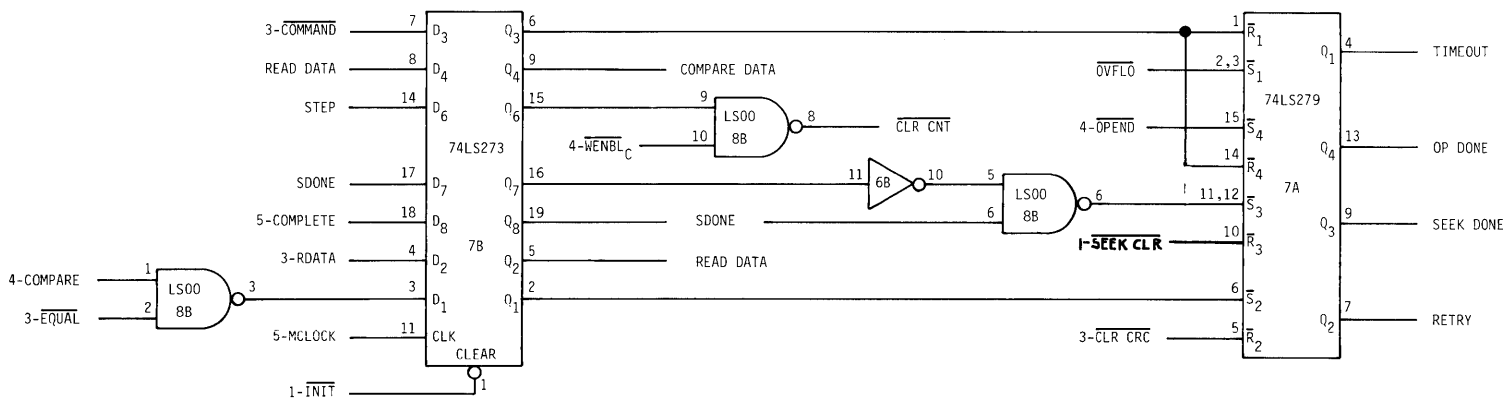 3-COMMAND 7 D3 Q3 6 1 R1
Q1 4 TIMEOUT
READ DATA 8 D4 Q4 9 COMPARE DATA OVFLO 2,3 S1
STEP 14 D6 Q6 15 9 LS00 8B 8 CLR CNT
74LS279
4-OPEND 15 S4
74LS273 4-WENBLC 10
Q4 13 OP DONE
14 R4
SDONE 17 D7 Q7 16 11 6B 10 5 LS00 8B 6 11,12 S3
7A
5-COMPLETE 18 D8 Q8 19 SDONE 6
Q3 9 SEEK DONE
1-SEEK CLR 10 R3
7B
3-RDATA 4 D2 Q2 5 READ DATA
4-COMPARE 1 LS00 8B 3 3 D1 Q1 2 6 S2
3-EQUAL 2
Q2 7 RETRY
5-MCLOCK 11 CLK 3-CLR CRC 5 R2
CLEAR
1-INIT 1